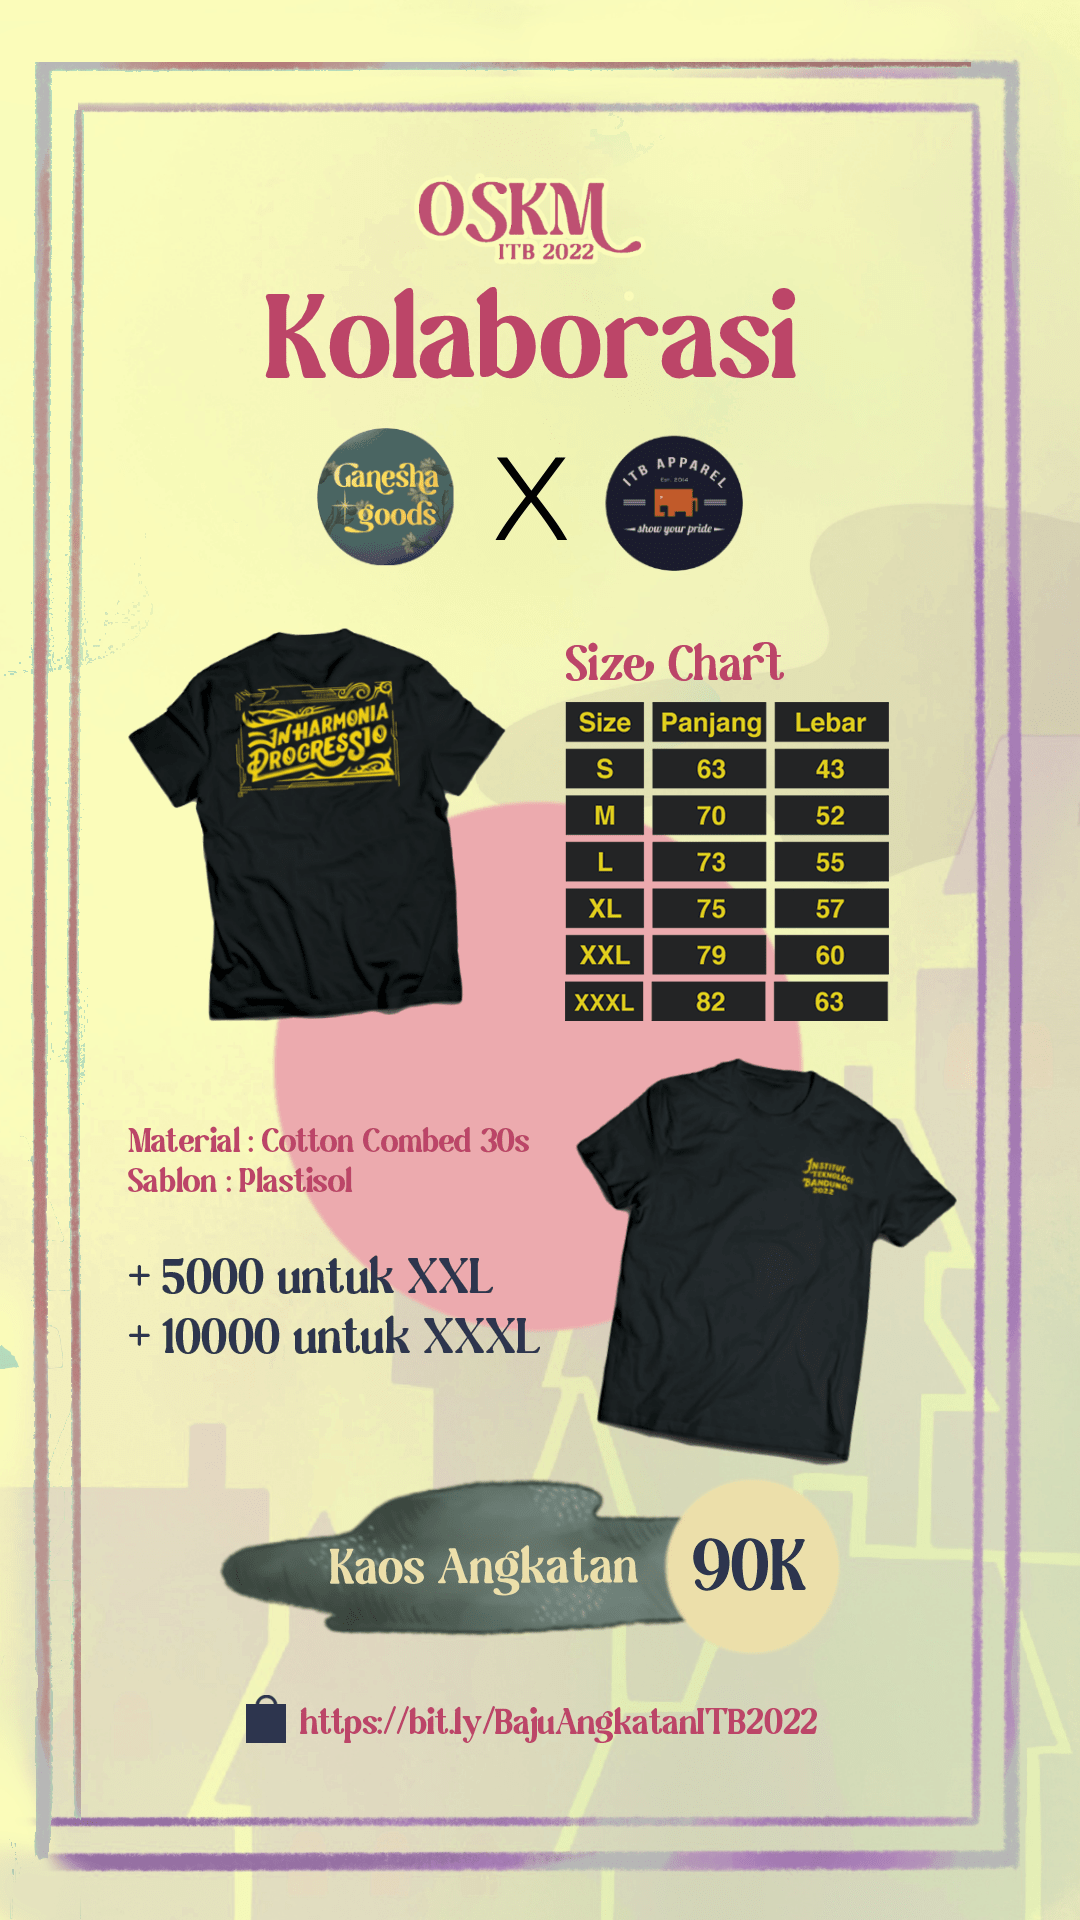 OSKM
ITB 2022
Kolaborasi
Ganesha
goods
X
ITB APPAREL
Est. 2014
show your pride
IN HARMONIA
PROGRESSIO
Size Chart
Size Panjang Lebar
S 63 43
M 70 52
L 73 55
XL 75 57
XXL 79 60
XXXL 82 63
Material : Cotton Combed 30s
Sablon : Plastisol
INSTITUT
TEKNOLOGI
BANDUNG
2022
+ 5000 untuk XXL
+ 10000 untuk XXXL
Kaos Angkatan 90K
https://bit.ly/BajuAngkatanITB2022